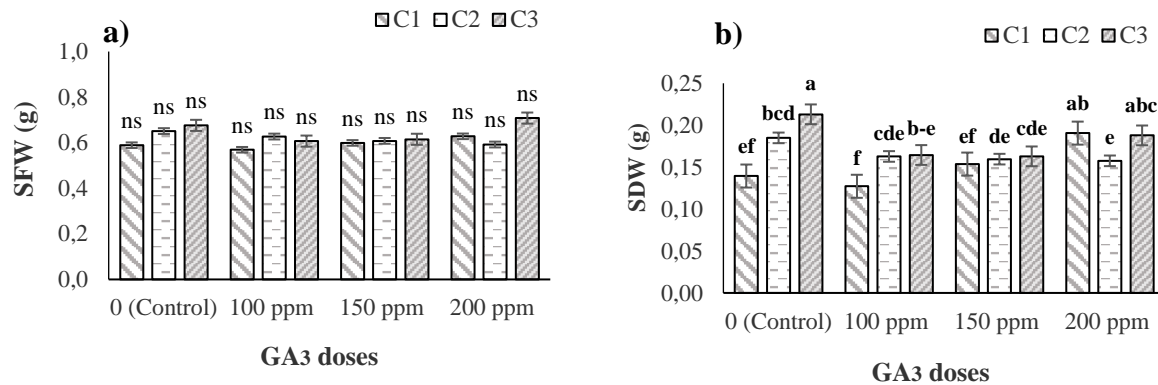 a)
C1 C2 C3
1,0
0,8
0,6
0,4
0,2
0,0
SFW (g)
ns ns ns ns ns ns ns ns ns ns ns ns
0 (Control) 100 ppm 150 ppm 200 ppm
GA3 doses
b)
C1 C2 C3
0,25
0,20
0,15
0,10
0,05
0,00
SDW (g)
ef bcd a f cde b-e ef de cde ab e abc
0 (Control) 100 ppm 150 ppm 200 ppm
GA3 doses